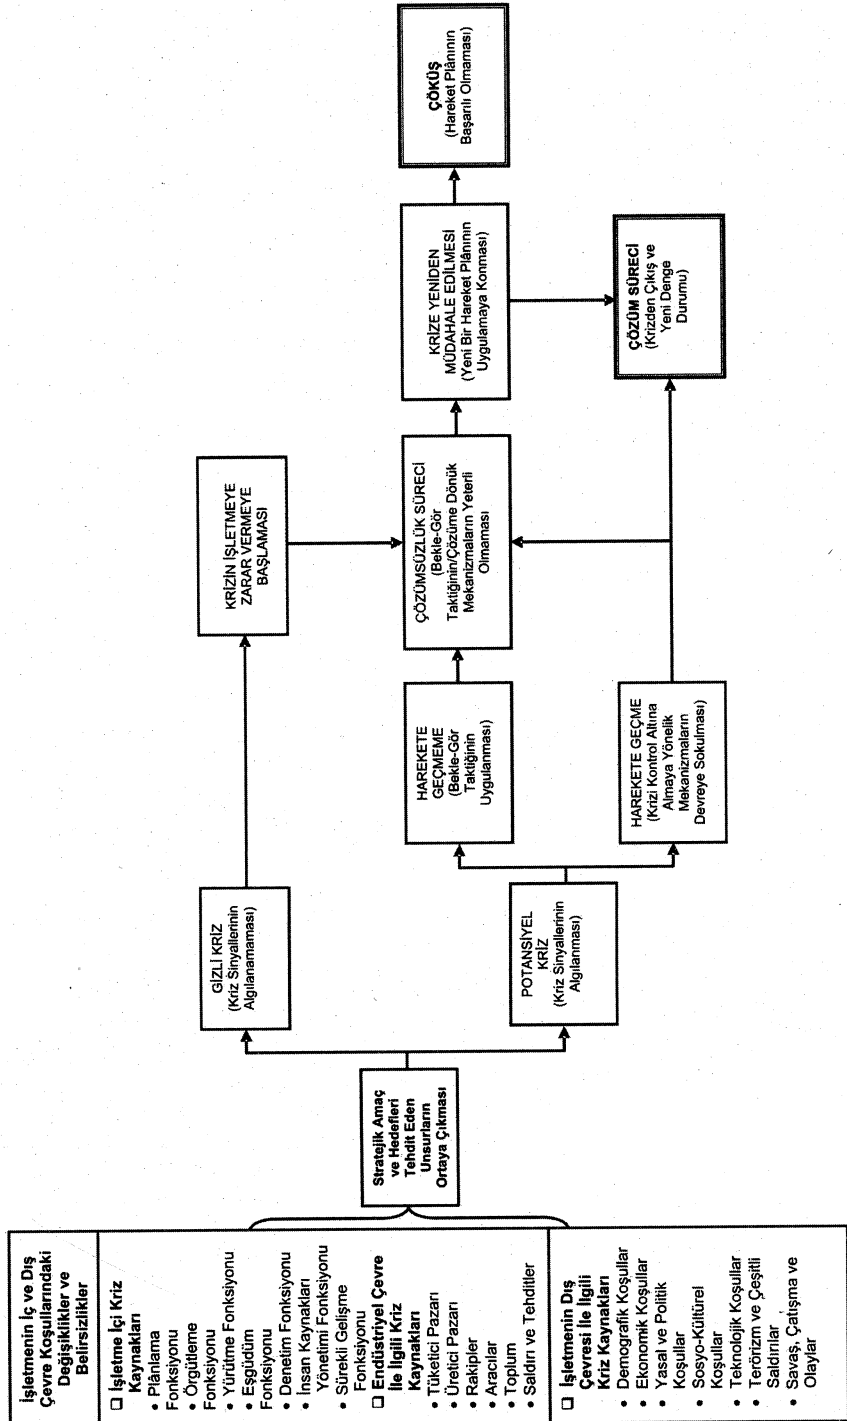 İşletmenin İç ve Dış
Çevre Koşullarındaki
Değişiklikler ve
Belirsizlikler
❑ İşletme İçi Kriz
Kaynakları
• Plânlama
Fonksiyonu
• Örgütleme
Fonksiyonu
• Yürütme Fonksiyonu
• Eşgüdüm
Fonksiyonu
• Denetim Fonksiyonu
• İnsan Kaynakları
Yönetimi Fonksiyonu
• Sürekli Gelişme
Fonksiyonu
❑ Endüstriyel Çevre
İle İlgili Kriz
Kaynakları
• Tüketici Pazarı
• Üretici Pazarı
• Rakipler
• Aracılar
• Toplum
• Saldırı ve Tehditler
❑ İşletmenin Dış
Çevresi İle İlgili
Kriz Kaynakları
• Demografik Koşullar
• Ekonomik Koşullar
• Yasal ve Politik
Koşullar
• Sosyo-Kültürel
Koşullar
• Teknolojik Koşullar
• Terörizm ve Çeşitli
Saldırılar
• Savaş, Çatışma ve
Olaylar
Stratejik Amaç
ve Hedefleri
Tehdit Eden
Unsurların
Ortaya Çıkması
GİZLİ KRİZ
(Kriz Sinyallerinin
Algılanamaması)
POTANSİYEL
KRİZ
(Kriz Sinyallerinin
Algılanması)
KRİZİN İŞLETMEYE
ZARAR VERMEYE
BAŞLAMASI
HAREKETE
GEÇMEME
(Bekle-Gör
Taktiğinin
Uygulanması)
HAREKETE GEÇME
(Krizi Kontrol Altına
Almaya Yönelik
Mekanizmaların
Devreye Sokulması)
ÇÖZÜMSÜZLÜK SÜRECİ
(Bekle-Gör
Taktiğinin/Çözüme Dönük
Mekanizmaların Yeterli
Olmaması)
KRİZE YENİDEN
MÜDAHALE EDİLMESİ
(Yeni Bir Hareket Plânının
Uygulamaya Konması)
ÇÖKÜŞ
(Hareket Plânının
Başarılı Olmaması)
ÇÖZÜM SÜRECİ
(Krizden Çıkış ve
Yeni Denge
Durumu)